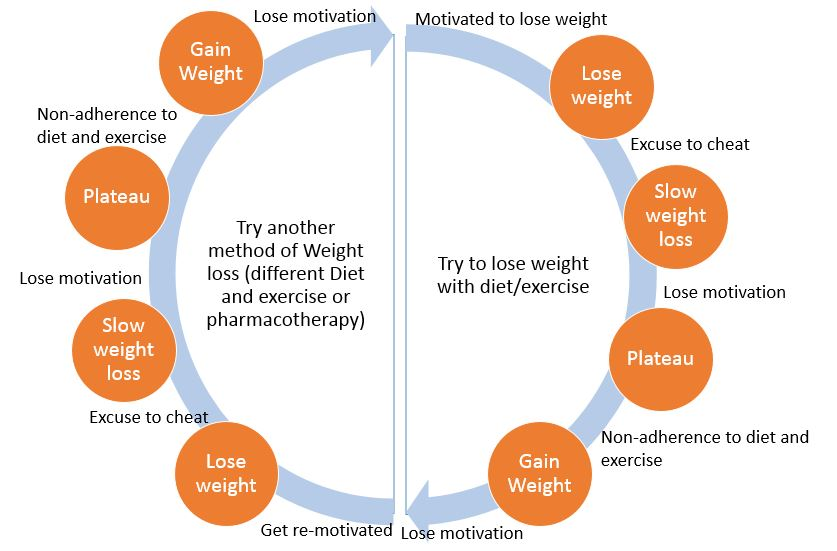 Lose motivation
Motivated to lose weight
Gain
Weight
Lose
weight
Non-adherence to
diet and exercise
Excuse to cheat
Plateau
Slow
weight
loss
Try another
method of Weight
loss (different Diet
and exercise or
pharmacotherapy)
Try to lose weight
with diet/exercise
Lose motivation
Lose motivation
Slow
weight
loss
Plateau
Excuse to cheat
Non-adherence to diet and
exercise
Lose
weight
Gain
Weight
Get re-motivated
Lose motivation